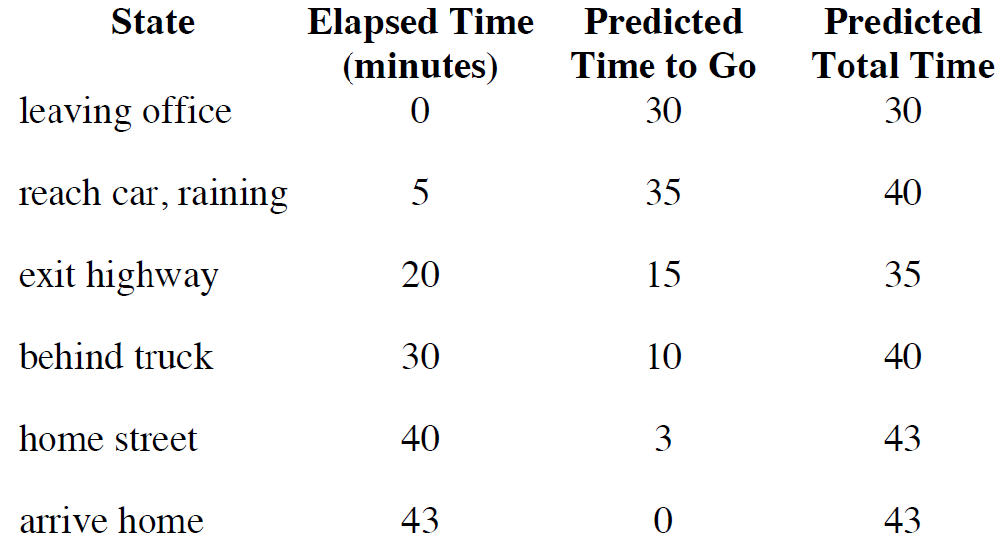 State Elapsed Time Predicted Predicted
(minutes) Time to Go Total Time
leaving office 0 30 30
reach car, raining 5 35 40
exit highway 20 15 35
behind truck 30 10 40
home street 40 3 43
arrive home 43 0 43